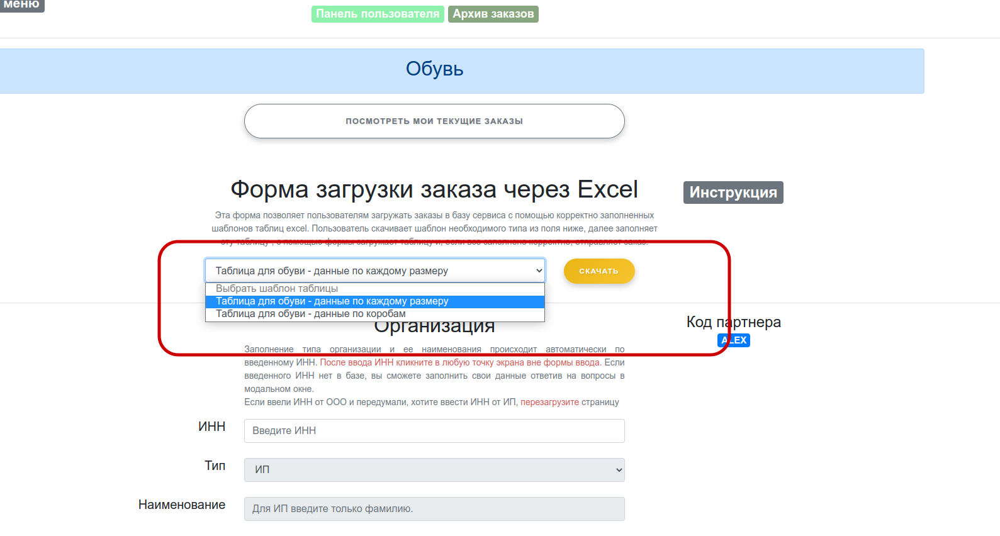 меню
Панель пользователя Архив заказов
Обувь
ПОСМОТРЕТЬ МОИ ТЕКУЩИЕ ЗАКАЗЫ
Форма загрузки заказа через Excel
Инструкция
Эта форма позволяет пользователям загружать заказы в базу сервиса с помощью корректно заполненных
шаблонов таблиц excel. Пользователь скачивает шаблон необходимого типа из поля ниже, далее заполняет
эту таблицу , с помощью формы загружает таблицу и, если все заполнено корректно, отправляет заказ.
Таблица для обуви - данные по каждому размеру
СКАЧАТЬ
Выбрать шаблон таблицы
Таблица для обуви - данные по каждому размеру
Таблица для обуви - данные по коробам
Организация
Код партнера
ALEX
Заполнение типа организации и ее наименования происходит автоматически по
введенному ИНН. После ввода ИНН кликните в любую точку экрана вне формы ввода. Если
введенного ИНН нет в базе, вы сможете заполнить свои данные ответив на вопросы в
модальном окне.
Если ввели ИНН от ООО и передумали, хотите ввести ИНН от ИП, перезагрузите страницу
ИНН
Введите ИНН
Тип
ИП
Наименование
Для ИП введите только фамилию.